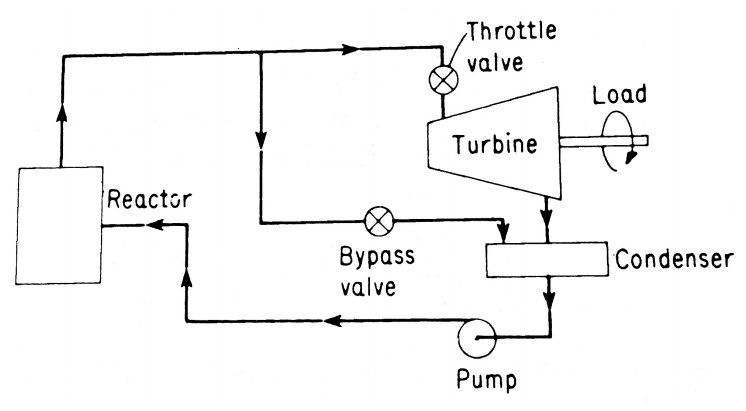 Throttle
valve
Load
Turbine
Reactor
Bypass
valve
Condenser
Pump